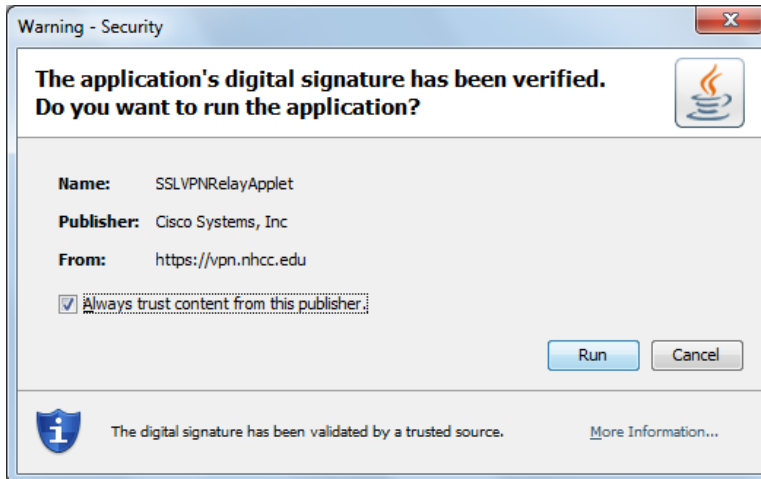 Warning - Security
The application's digital signature has been verified.
Do you want to run the application?
Name: SSLVPNRelayApplet
Publisher: Cisco Systems, Inc
From: https://vpn.nhcc.edu
Always trust content from this publisher.
Run Cancel
The digital signature has been validated by a trusted source. More Information...